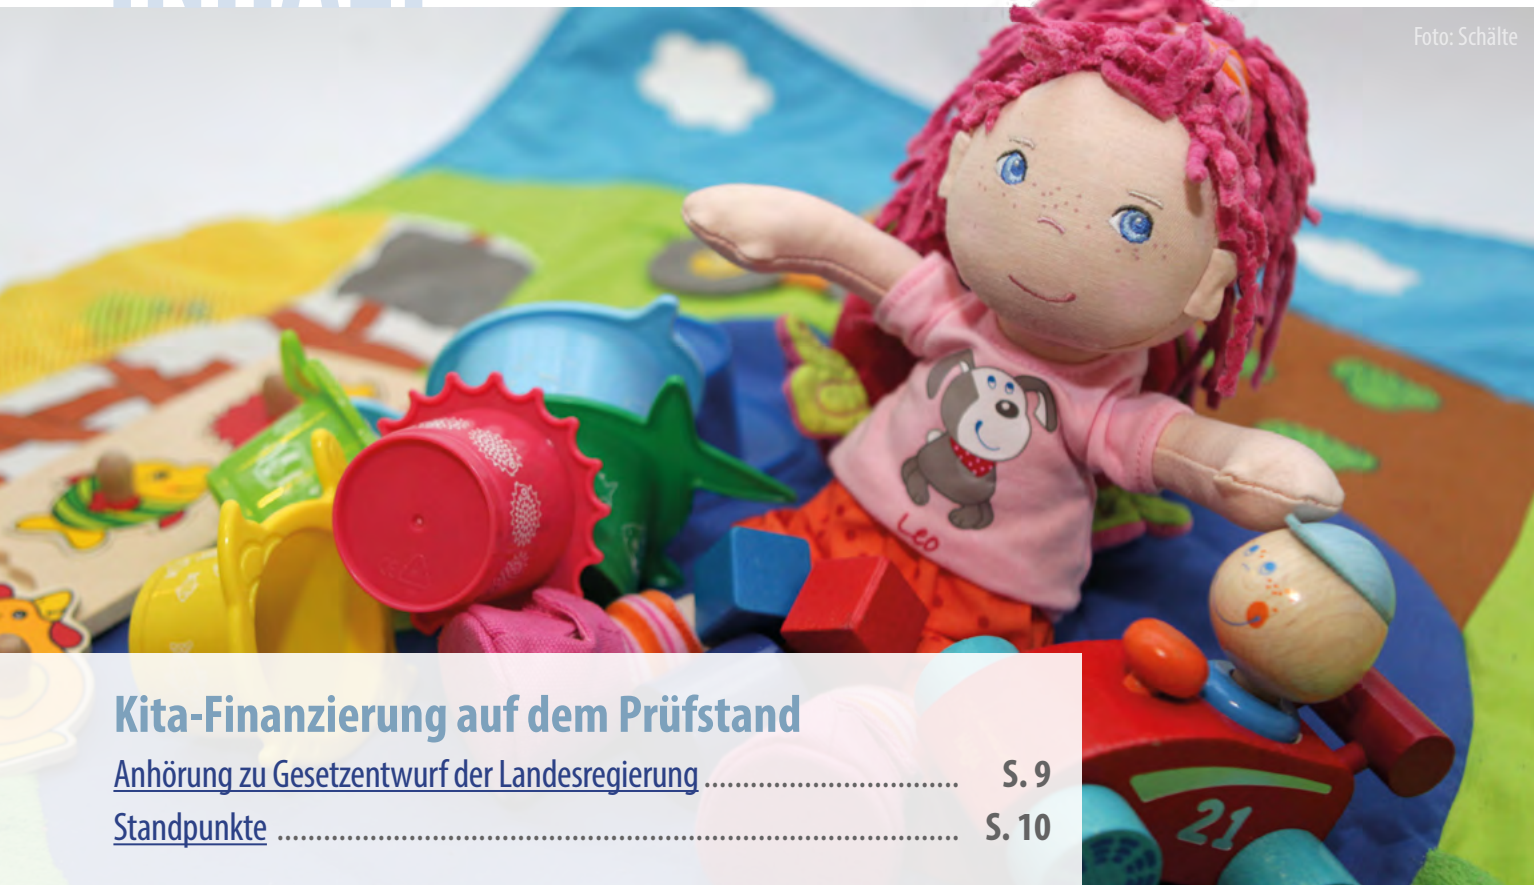 Foto: Schälte
Leo
21
Kita-Finanzierung auf dem Prüfstand
Anhörung zu Gesetzentwurf der Landesregierung ................................. S. 9
Standpunkte ......................................................................................... S. 10